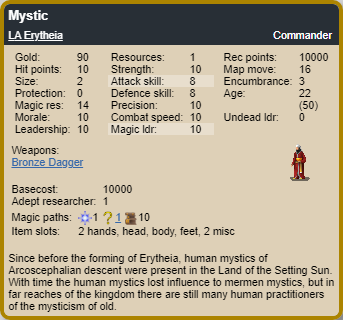 Mystic
LA Erytheia Commander
Gold: 90 Resources: 1 Rec points: 10000
Hit points: 10 Strength: 10 Map move: 16
Size: 2 Attack skill: 8 Encumbrance: 3
Protection: 0 Defence skill: 8 Age: 22
Magic res: 14 Precision: 10 (50)
Morale: 10 Combat speed: 10 Undead ldr: 0
Leadership: 10 Magic ldr: 10
Weapons:
Bronze Dagger
Basecost: 10000
Adept researcher: 1
Magic paths: 1 ? 1 10
Item slots: 2 hands, head, body, feet, 2 misc
Since before the forming of Erytheia, human mystics of
Arcoscephalian descent were present in the Land of the Setting Sun.
With time the human mystics lost influence to mermen mystics, but in
far reaches of the kingdom there are still many human practitioners
of the mysticism of old.